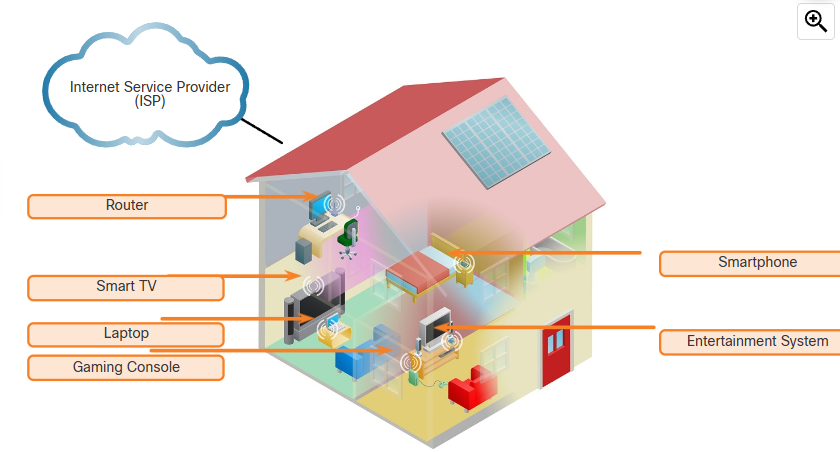 Internet Service Provider
(ISP)
Router
Smart TV
Laptop
Gaming Console
Smartphone
Entertainment System